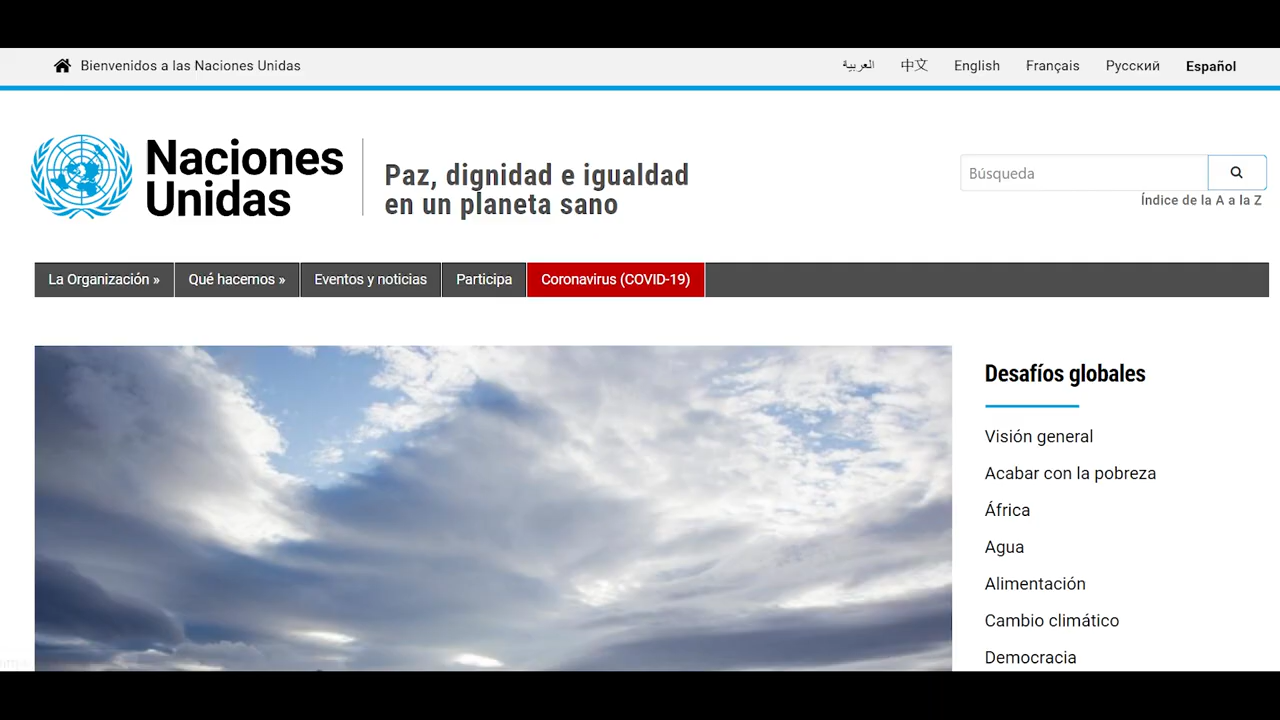 Bienvenidos a las Naciones Unidas
العربية
中文
English
Français
Русский
Español
Naciones
Unidas
Paz, dignidad e igualdad
en un planeta sano
Búsqueda
Índice de la A a la Z
La Organización »
Qué hacemos »
Eventos y noticias
Participa
Coronavirus (COVID-19)
Desafíos globales
Visión general
Acabar con la pobreza
África
Agua
Alimentación
Cambio climático
Democracia